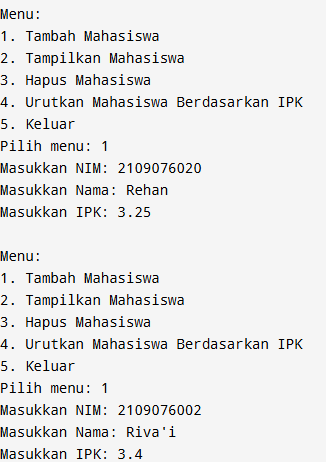 Menu:
1. Tambah Mahasiswa
2. Tampilkan Mahasiswa
3. Hapus Mahasiswa
4. Urutkan Mahasiswa Berdasarkan IPK
5. Keluar
Pilih menu: 1
Masukkan NIM: 2109076020
Masukkan Nama: Rehan
Masukkan IPK: 3.25
Menu:
1. Tambah Mahasiswa
2. Tampilkan Mahasiswa
3. Hapus Mahasiswa
4. Urutkan Mahasiswa Berdasarkan IPK
5. Keluar
Pilih menu: 1
Masukkan NIM: 2109076002
Masukkan Nama: Riva'i
Masukkan IPK: 3.4